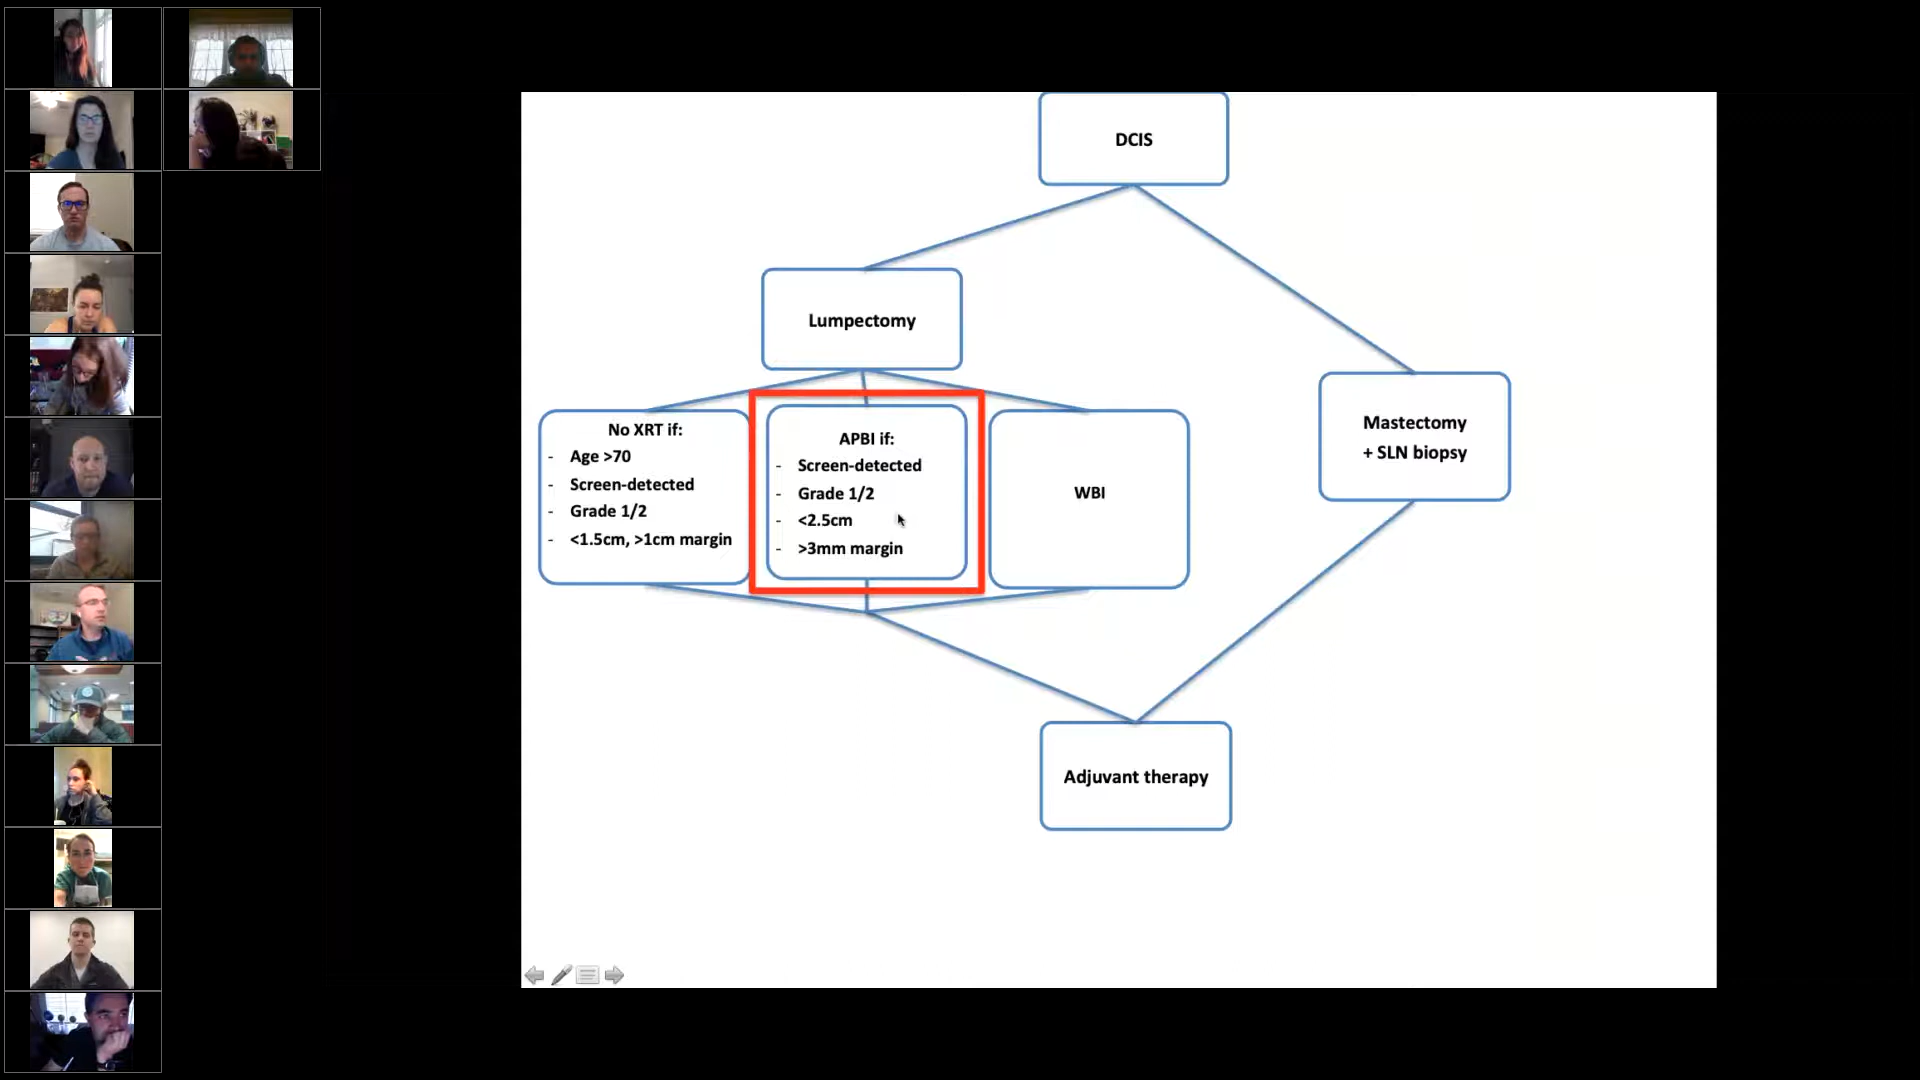 DCIS
Lumpectomy
Mastectomy
+ SLN biopsy
No XRT if:
- Age >70
- Screen-detected
- Grade 1/2
- <1.5cm, >1cm margin
APBI if:
- Screen-detected
- Grade 1/2
- <2.5cm
- >3mm margin
WBI
Adjuvant therapy